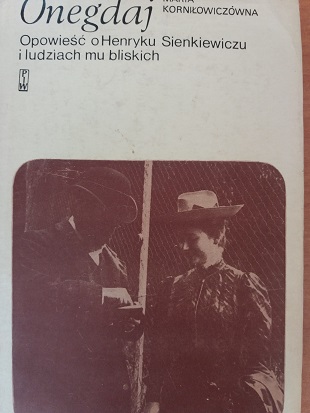 Onegdaj
MARIA
KORNIŁOWICZÓWNA
Opowieść o Henryku Sienkiewiczu
i ludziach mu bliskich
PIW